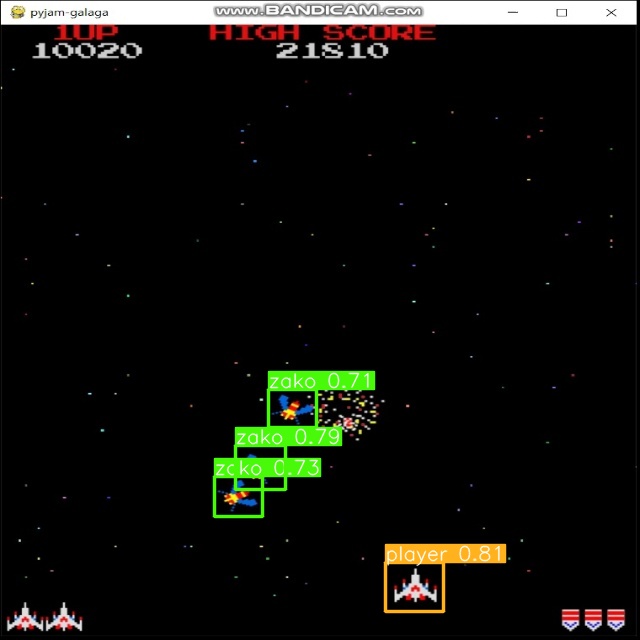 pyjam-galaga
WWW.BANDICAM.COM
1UP HIGH SCORE
10020 21810
zako 0.71
zako 0.79
zako 0.73
player 0.81